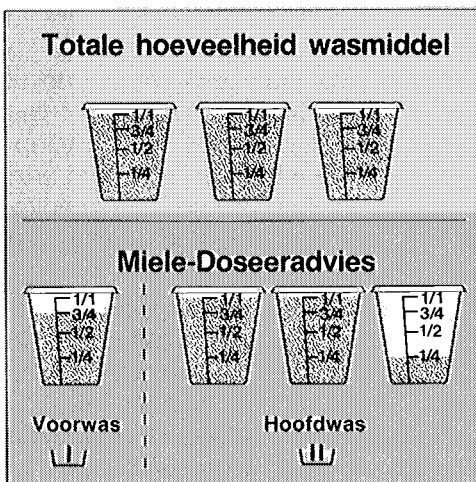 Totale hoeveelheid wasmiddel
1/1 1/1 1/1
3/4 3/4 3/4
1/2 1/2 1/2
1/4 1/4 1/4
Miele-Doseeradvies
1/1 1/1 1/1 1/1
3/4 3/4 3/4 3/4
1/2 1/2 1/2 1/2
1/4 1/4 1/4 1/4
Voorwas Hoofdwas
I II